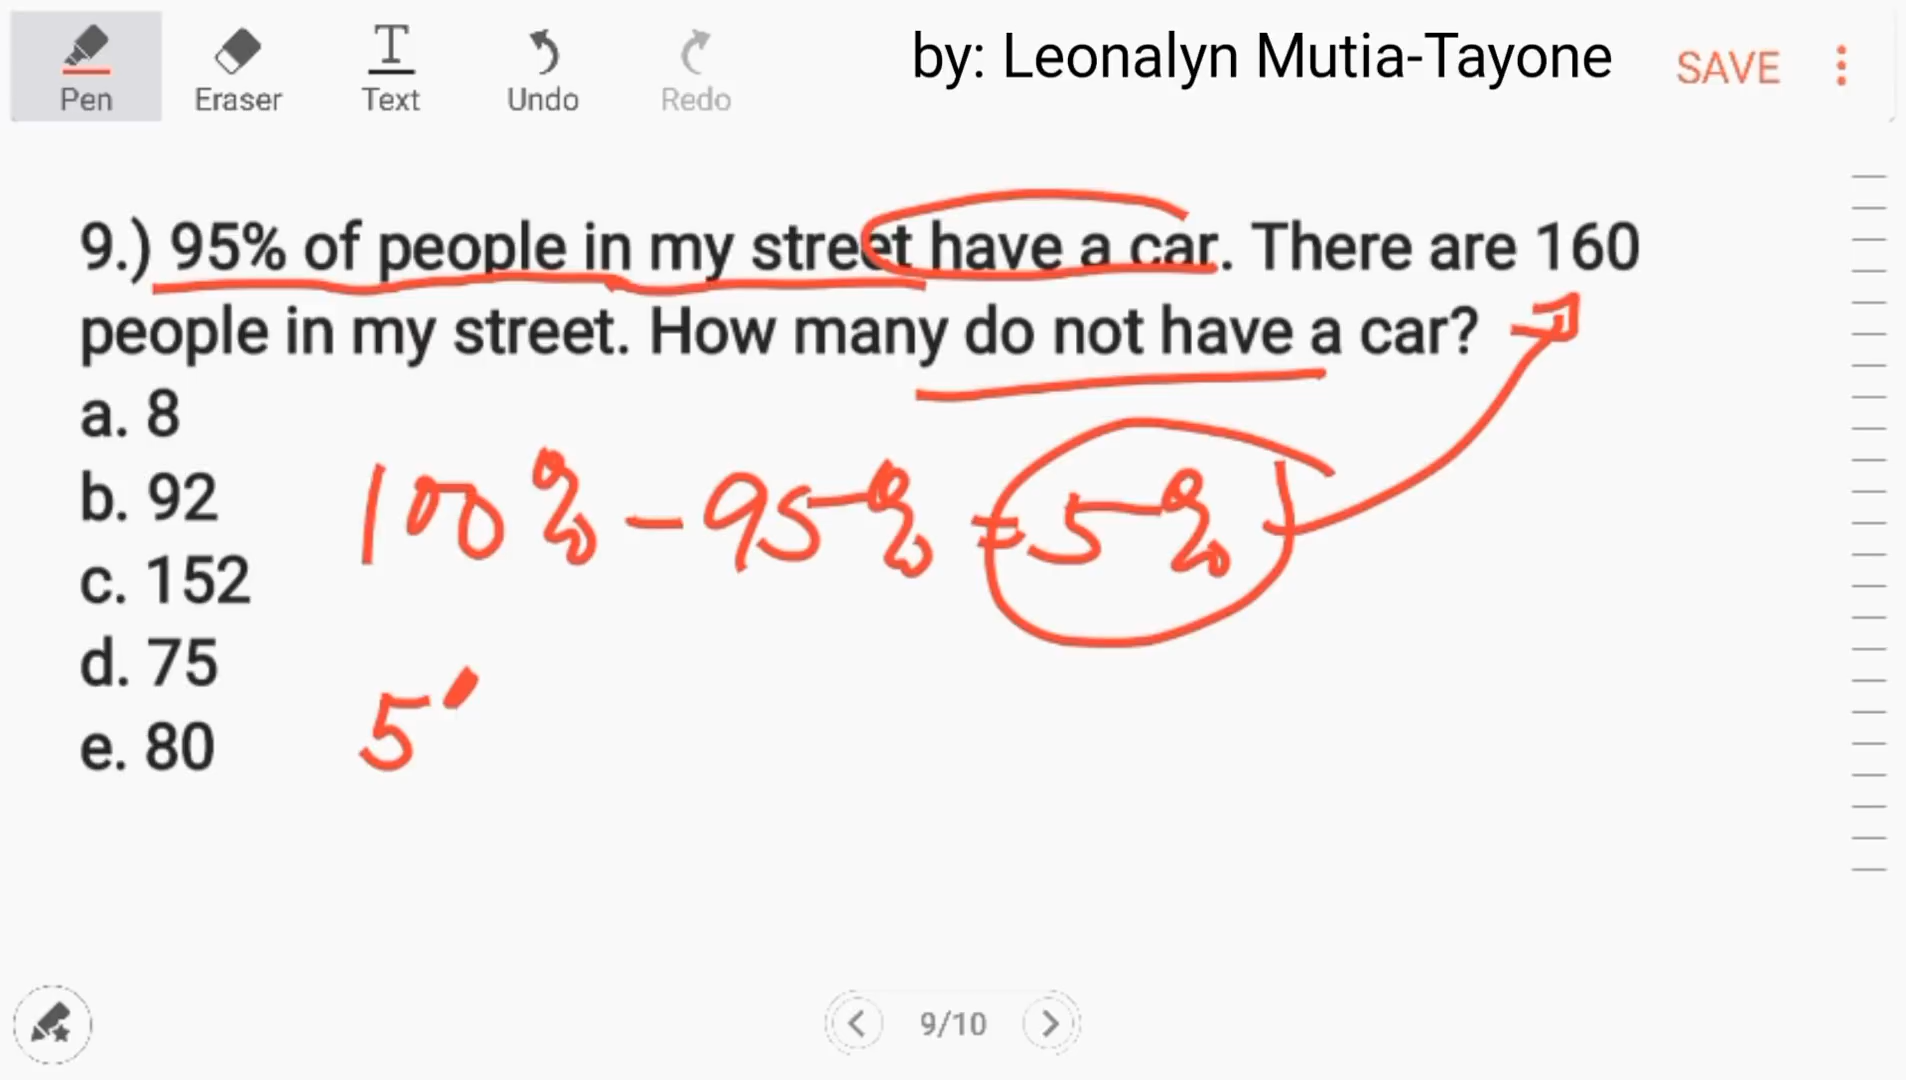 Pen
Eraser
Text
Undo
Redo
by: Leonalyn Mutia-Tayone
SAVE
9.) 95% of people in my street have a car. There are 160
people in my street. How many do not have a car?
a. 8
b. 92
c. 152
d. 75
e. 80
100% - 95% = 5%
5
9/10